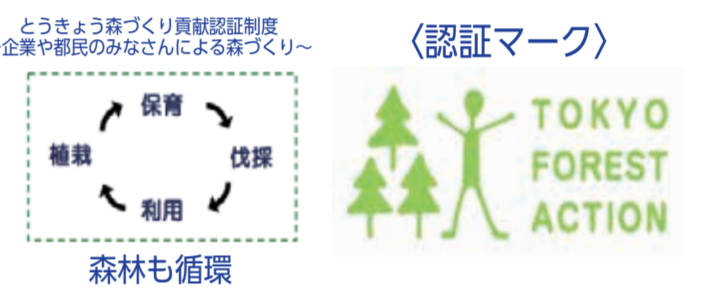 とうきょう森づくり貢献認証制度
企業や都民のみなさんによる森づくり～
保育
植栽
伐採
利用
森林も循環
〈認証マーク〉
TOKYO
FOREST
ACTION